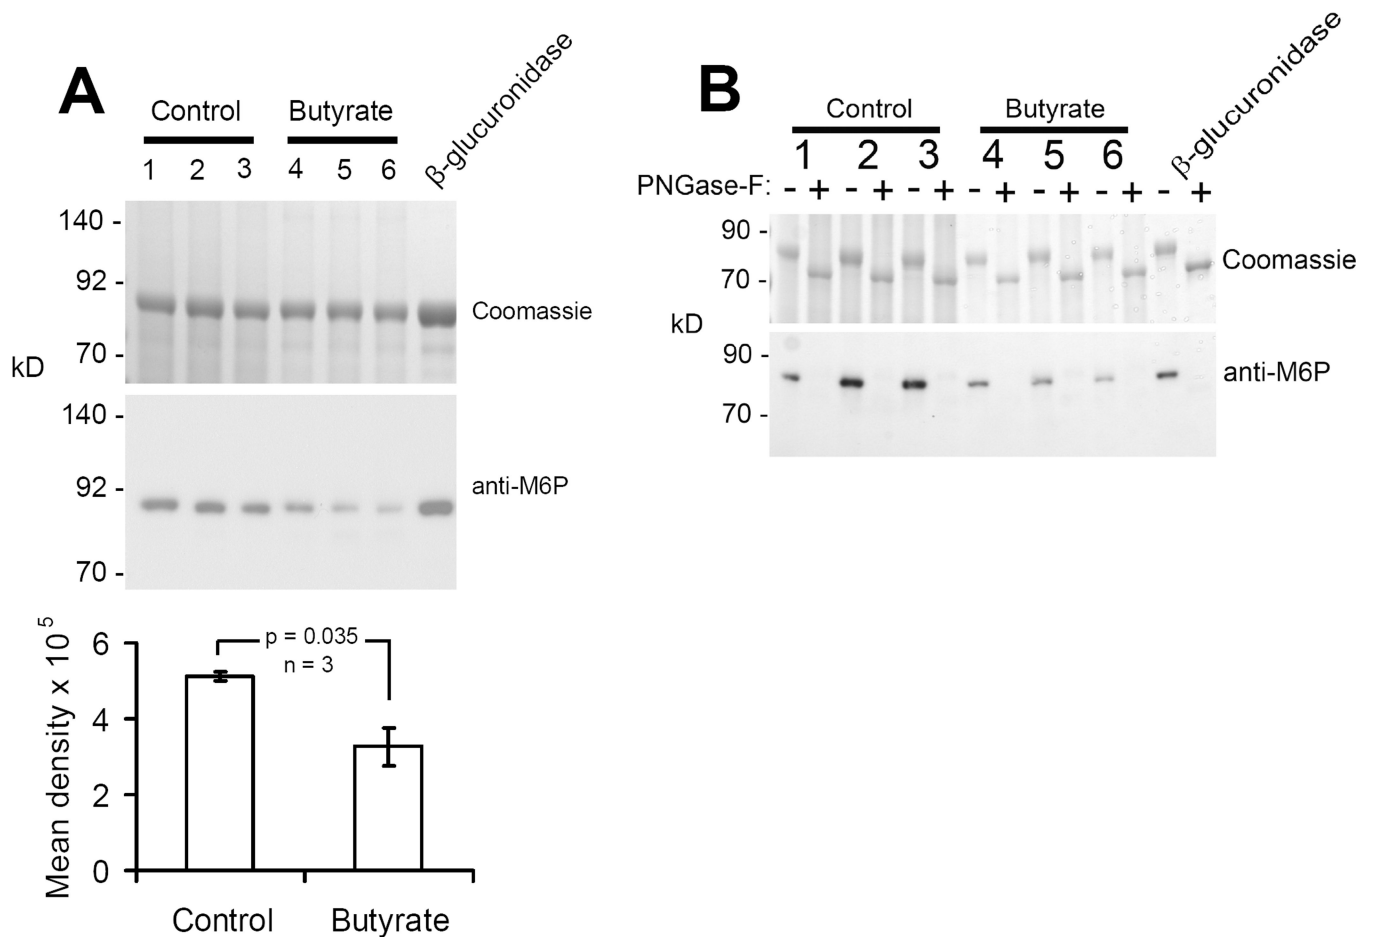 A
Control Butyrate β-glucuronidase
1 2 3 4 5 6
140 -
92 -
Coomassie
70 -
kD
140 -
92 -
anti-M6P
70 -
Mean density x 10⁵
6
4
2
0
p = 0.035
n = 3
Control Butyrate
B
Control Butyrate β-glucuronidase
1 2 3 4 5 6
PNGase-F: - + - + - + - + - + - + - +
90 -
Coomassie
70 -
kD
90 -
anti-M6P
70 -